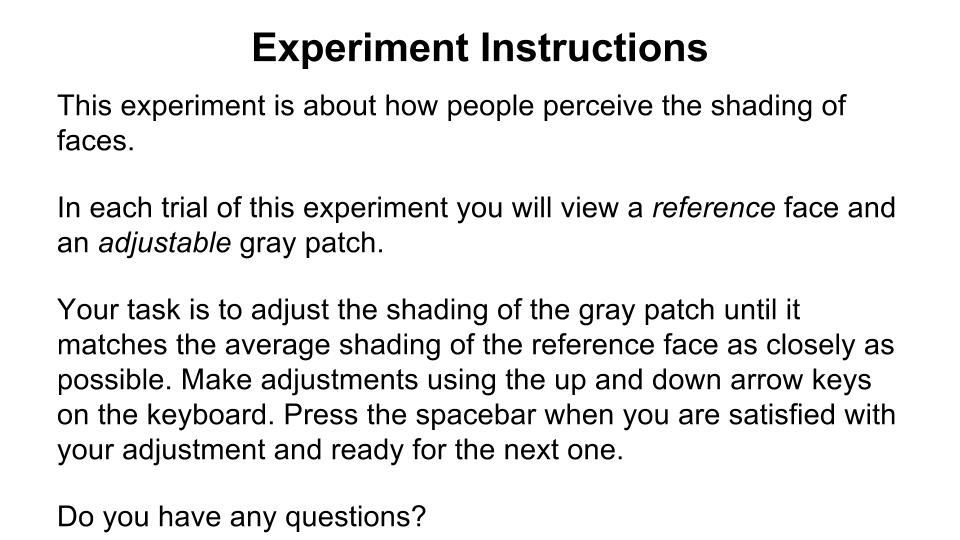 Experiment Instructions
This experiment is about how people perceive the shading of
faces.
In each trial of this experiment you will view a reference face and
an adjustable gray patch.
Your task is to adjust the shading of the gray patch until it
matches the average shading of the reference face as closely as
possible. Make adjustments using the up and down arrow keys
on the keyboard. Press the spacebar when you are satisfied with
your adjustment and ready for the next one.
Do you have any questions?